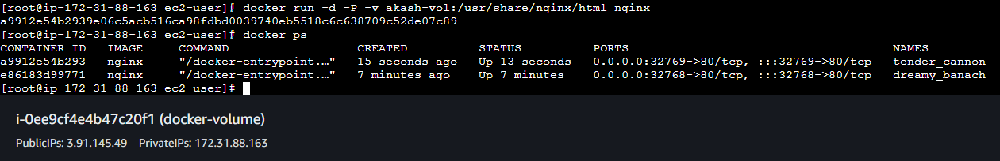 [root@ip-172-31-88-163 ec2-user]# docker run -d -P -v akash-vol:/usr/share/nginx/html nginx
a9912e54b2939e06c5acb516ca98fdbd0039740eb5518c6c638709c52de07c89
[root@ip-172-31-88-163 ec2-user]# docker ps
CONTAINER ID   IMAGE     COMMAND                  CREATED          STATUS          PORTS                                     NAMES
a9912e54b293   nginx     "/docker-entrypoint.…"   15 seconds ago   Up 13 seconds   0.0.0.0:32769->80/tcp, :::32769->80/tcp   tender_cannon
e86183d99771   nginx     "/docker-entrypoint.…"   7 minutes ago    Up 7 minutes    0.0.0.0:32768->80/tcp, :::32768->80/tcp   dreamy_banach
[root@ip-172-31-88-163 ec2-user]#
i-0ee9cf4e4b47c20f1 (docker-volume)
PublicIPs: 3.91.145.49    PrivateIPs: 172.31.88.163